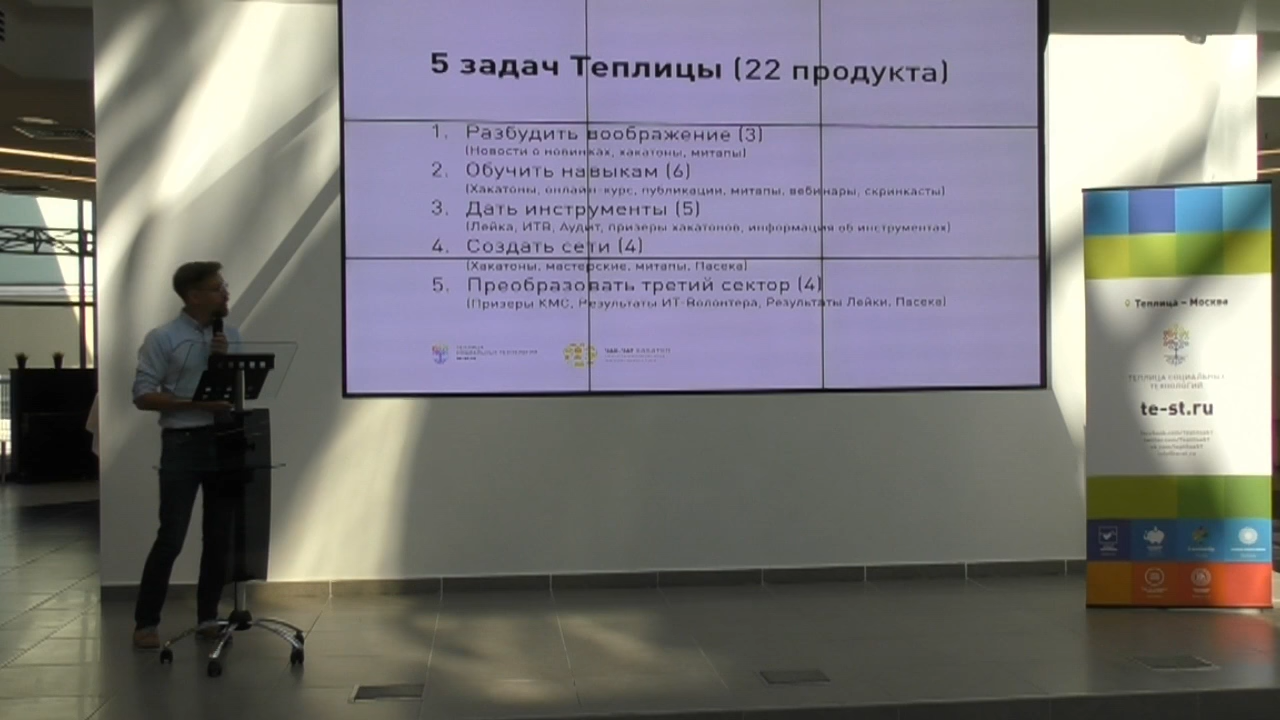 5 задач Теплицы (22 продукта)
1. Разбудить воображение (3)
(Новости о новинках, хакатоны, митапы)
2. Обучить навыкам (6)
(Хакатоны, онлайн-курс, публикации, митапы, вебинары, скринкасты)
3. Дать инструменты (5)
(Лейка, ИТВ, Аудит, призеры хакатонов, информация об инструментах)
4. Создать сети (4)
(Хакатоны, мастерские, митапы, Пасека)
5. Преобразовать третий сектор (4)
(Призеры КМС, Результаты ИТ-Волонтера, Результаты Лейки, Пасека)
Теплица – Москва
ТЕПЛИЦА СОЦИАЛЬНЫХ
ТЕХНОЛОГИЙ
te-st.ru